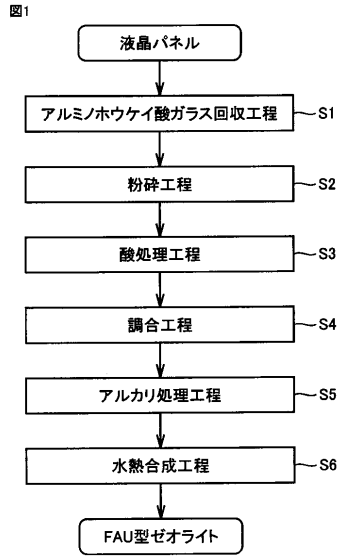 図1
液晶パネル
アルミノホウケイ酸ガラス回収工程 S1
粉砕工程 S2
酸処理工程 S3
調合工程 S4
アルカリ処理工程 S5
水熱合成工程 S6
FAU型ゼオライト